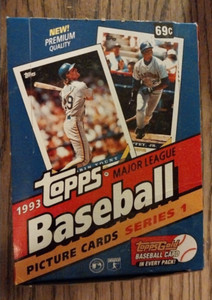 NEW!
PREMIUM
QUALITY
69¢
Topps
1993
Topps
MAJOR LEAGUE
Baseball
PICTURE CARDS SERIES 1
Topps Gold
BASEBALL CARD
IN EVERY PACK!